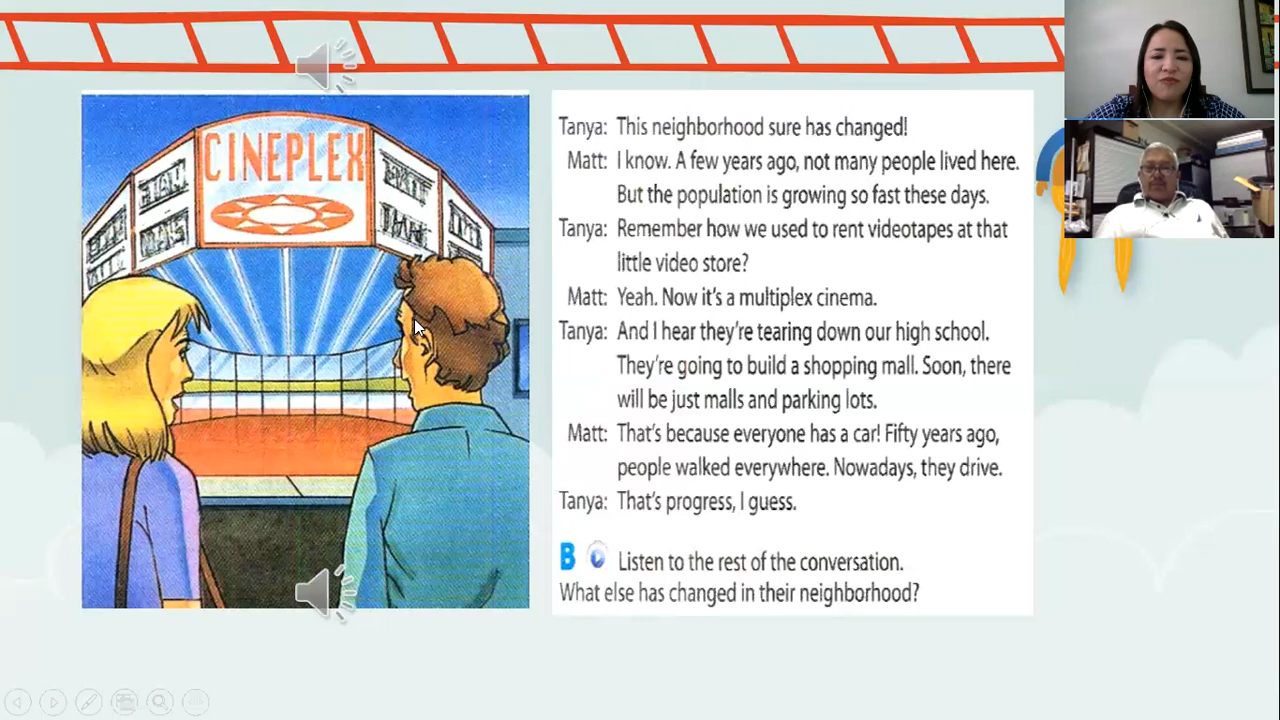 CINEPLEX
Tanya: This neighborhood sure has changed!
Matt: I know. A few years ago, not many people lived here.
But the population is growing so fast these days.
Tanya: Remember how we used to rent videotapes at that
little video store?
Matt: Yeah. Now it's a multiplex cinema.
Tanya: And I hear they're tearing down our high school.
They're going to build a shopping mall. Soon, there
will be just malls and parking lots.
Matt: That's because everyone has a car! Fifty years ago,
people walked everywhere. Nowadays, they drive.
Tanya: That's progress, I guess.
B Listen to the rest of the conversation.
What else has changed in their neighborhood?